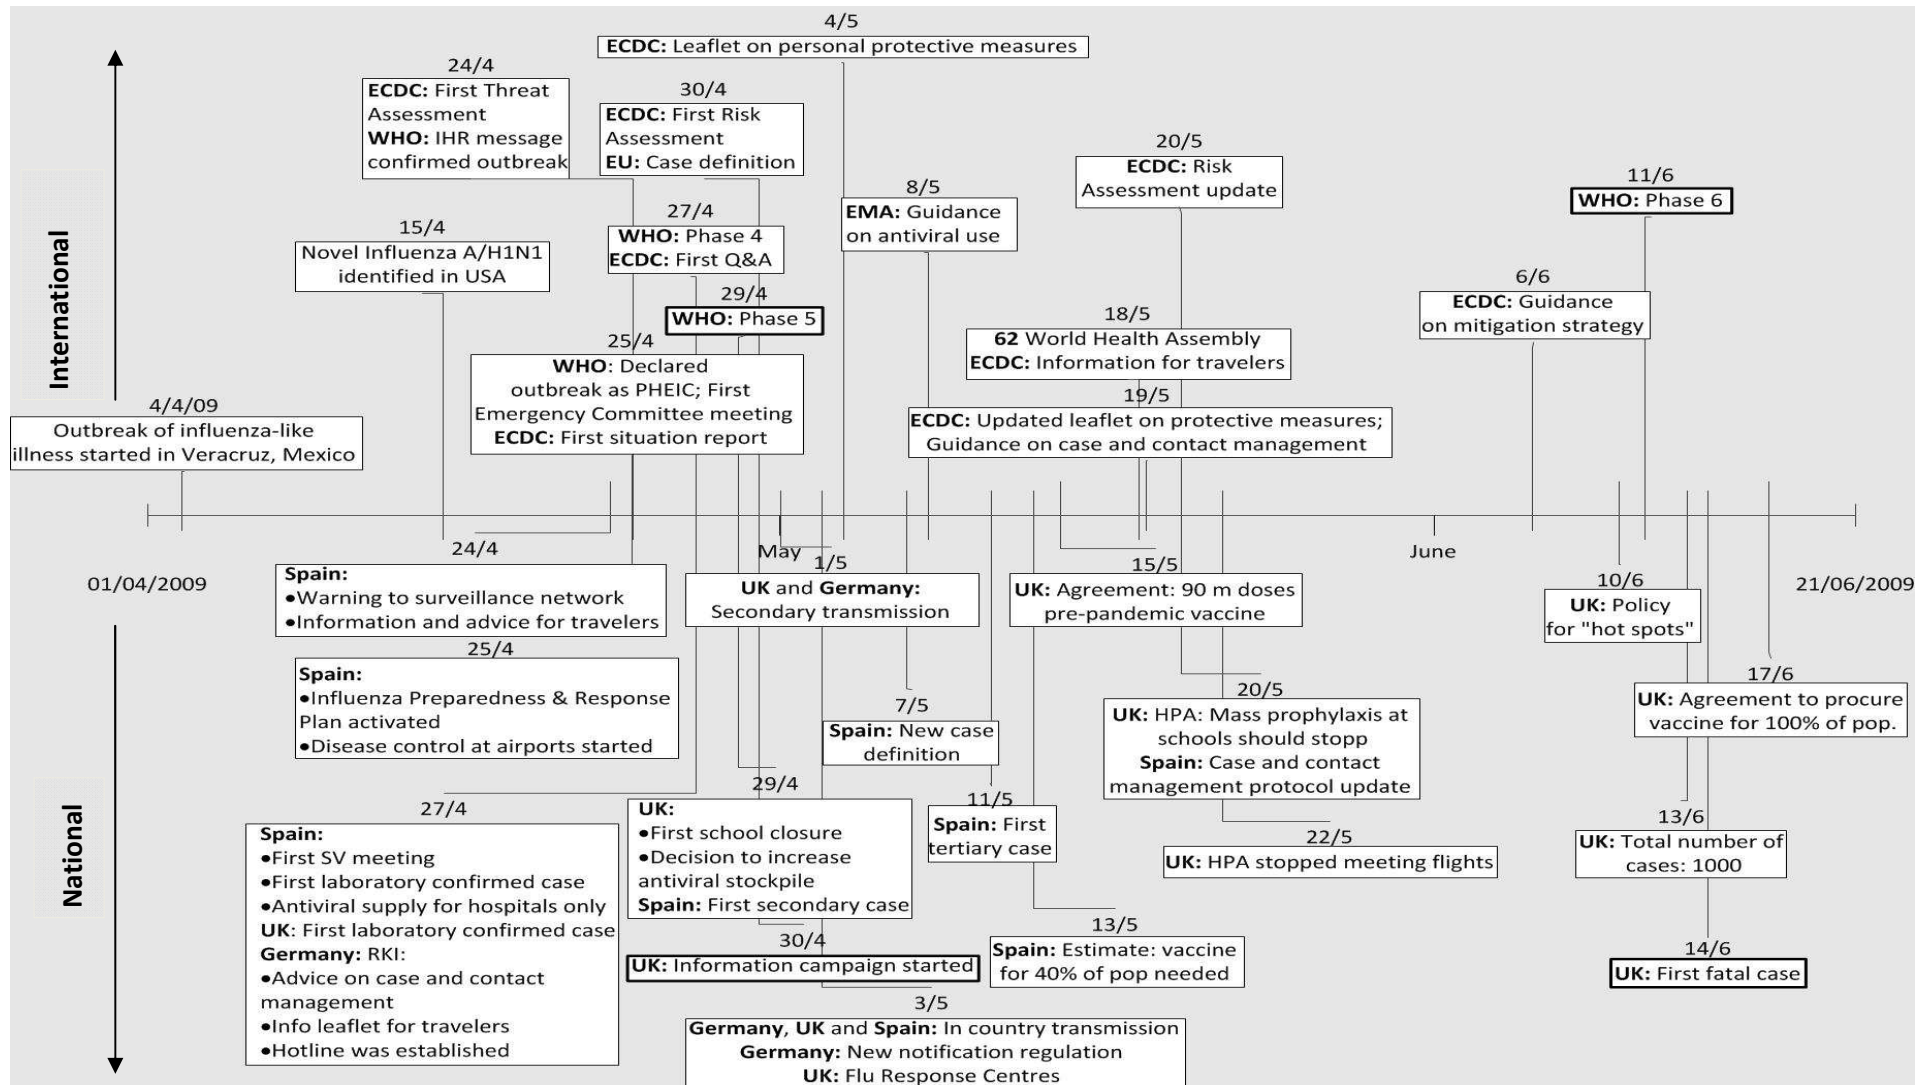 4/5
ECDC: Leaflet on personal protective measures
24/4
ECDC: First Threat
Assessment
WHO: IHR message
confirmed outbreak
30/4
ECDC: First Risk
Assessment
EU: Case definition
20/5
ECDC: Risk
Assessment update
11/6
WHO: Phase 6
8/5
EMA: Guidance
on antiviral use
27/4
WHO: Phase 4
ECDC: First Q&A
15/4
Novel Influenza A/H1N1
identified in USA
29/4
WHO: Phase 5
6/6
ECDC: Guidance
on mitigation strategy
18/5
62 World Health Assembly
ECDC: Information for travelers
25/4
WHO: Declared
outbreak as PHEIC; First
Emergency Committee meeting
ECDC: First situation report
19/5
ECDC: Updated leaflet on protective measures;
Guidance on case and contact management
4/4/09
Outbreak of influenza-like
illness started in Veracruz, Mexico
International
May
June
01/04/2009
21/06/2009
National
24/4
Spain:
•Warning to surveillance network
•Information and advice for travelers
1/5
UK and Germany:
Secondary transmission
15/5
UK: Agreement: 90 m doses
pre-pandemic vaccine
10/6
UK: Policy
for "hot spots"
25/4
Spain:
•Influenza Preparedness & Response
Plan activated
•Disease control at airports started
7/5
Spain: New case
definition
20/5
UK: HPA: Mass prophylaxis at
schools should stopp
Spain: Case and contact
management protocol update
17/6
UK: Agreement to procure
vaccine for 100% of pop.
27/4
Spain:
•First SV meeting
•First laboratory confirmed case
•Antiviral supply for hospitals only
UK: First laboratory confirmed case
Germany: RKI:
•Advice on case and contact
management
•Info leaflet for travelers
•Hotline was established
29/4
UK:
•First school closure
•Decision to increase
antiviral stockpile
Spain: First secondary case
11/5
Spain: First
tertiary case
22/5
UK: HPA stopped meeting flights
13/6
UK: Total number of
cases: 1000
30/4
UK: Information campaign started
13/5
Spain: Estimate: vaccine
for 40% of pop needed
14/6
UK: First fatal case
3/5
Germany, UK and Spain: In country transmission
Germany: New notification regulation
UK: Flu Response Centres